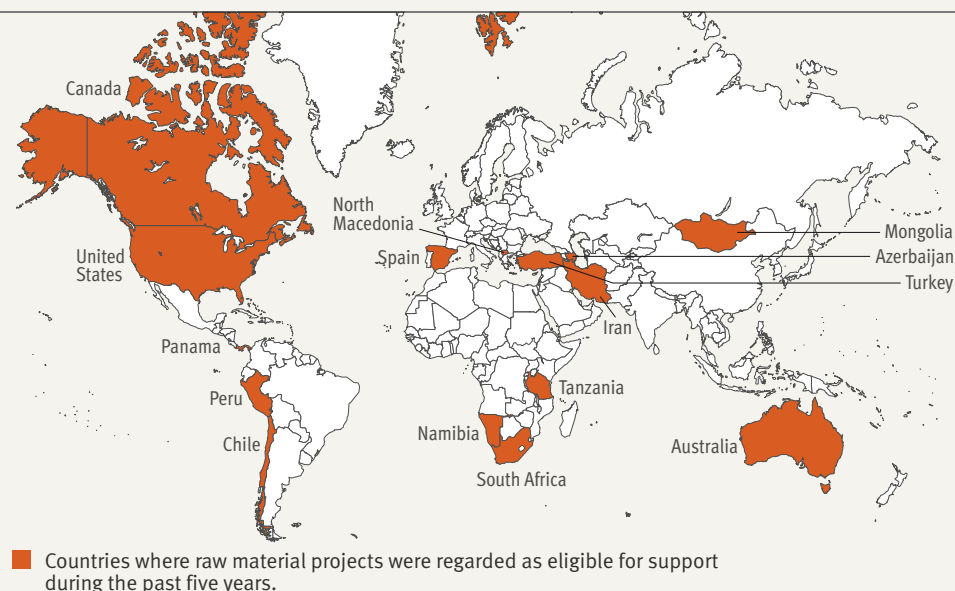 Canada
North
Macedonia
Mongolia
United
States
Spain
Azerbaijan
Turkey
Iran
Panama
Peru
Tanzania
Chile
Namibia
Australia
South Africa
Countries where raw material projects were regarded as eligible for support
during the past five years.